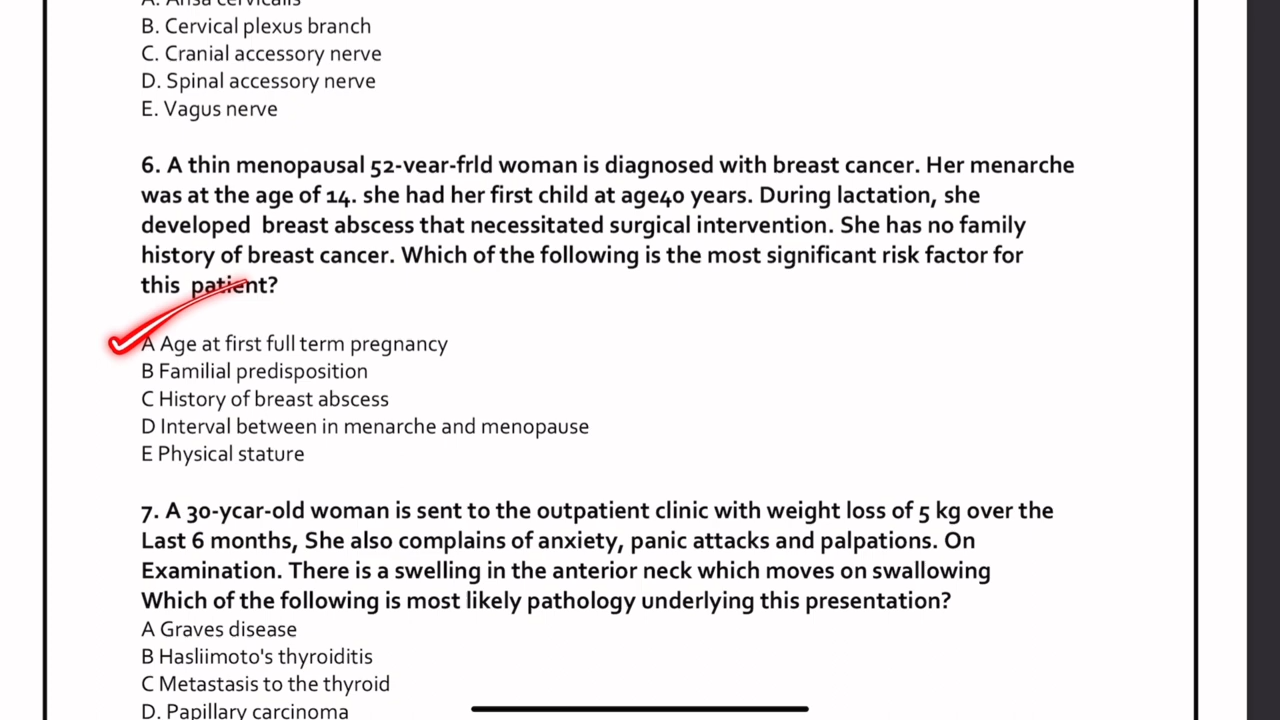 A. Ansa cervicalis
B. Cervical plexus branch
C. Cranial accessory nerve
D. Spinal accessory nerve
E. Vagus nerve
6. A thin menopausal 52-vear-frld woman is diagnosed with breast cancer. Her menarche
was at the age of 14. she had her first child at age40 years. During lactation, she
developed breast abscess that necessitated surgical intervention. She has no family
history of breast cancer. Which of the following is the most significant risk factor for
this patient?
A Age at first full term pregnancy
B Familial predisposition
C History of breast abscess
D Interval between in menarche and menopause
E Physical stature
7. A 30-ycar-old woman is sent to the outpatient clinic with weight loss of 5 kg over the
Last 6 months, She also complains of anxiety, panic attacks and palpations. On
Examination. There is a swelling in the anterior neck which moves on swallowing
Which of the following is most likely pathology underlying this presentation?
A Graves disease
B Hasliimoto's thyroiditis
C Metastasis to the thyroid
D. Papillary carcinoma